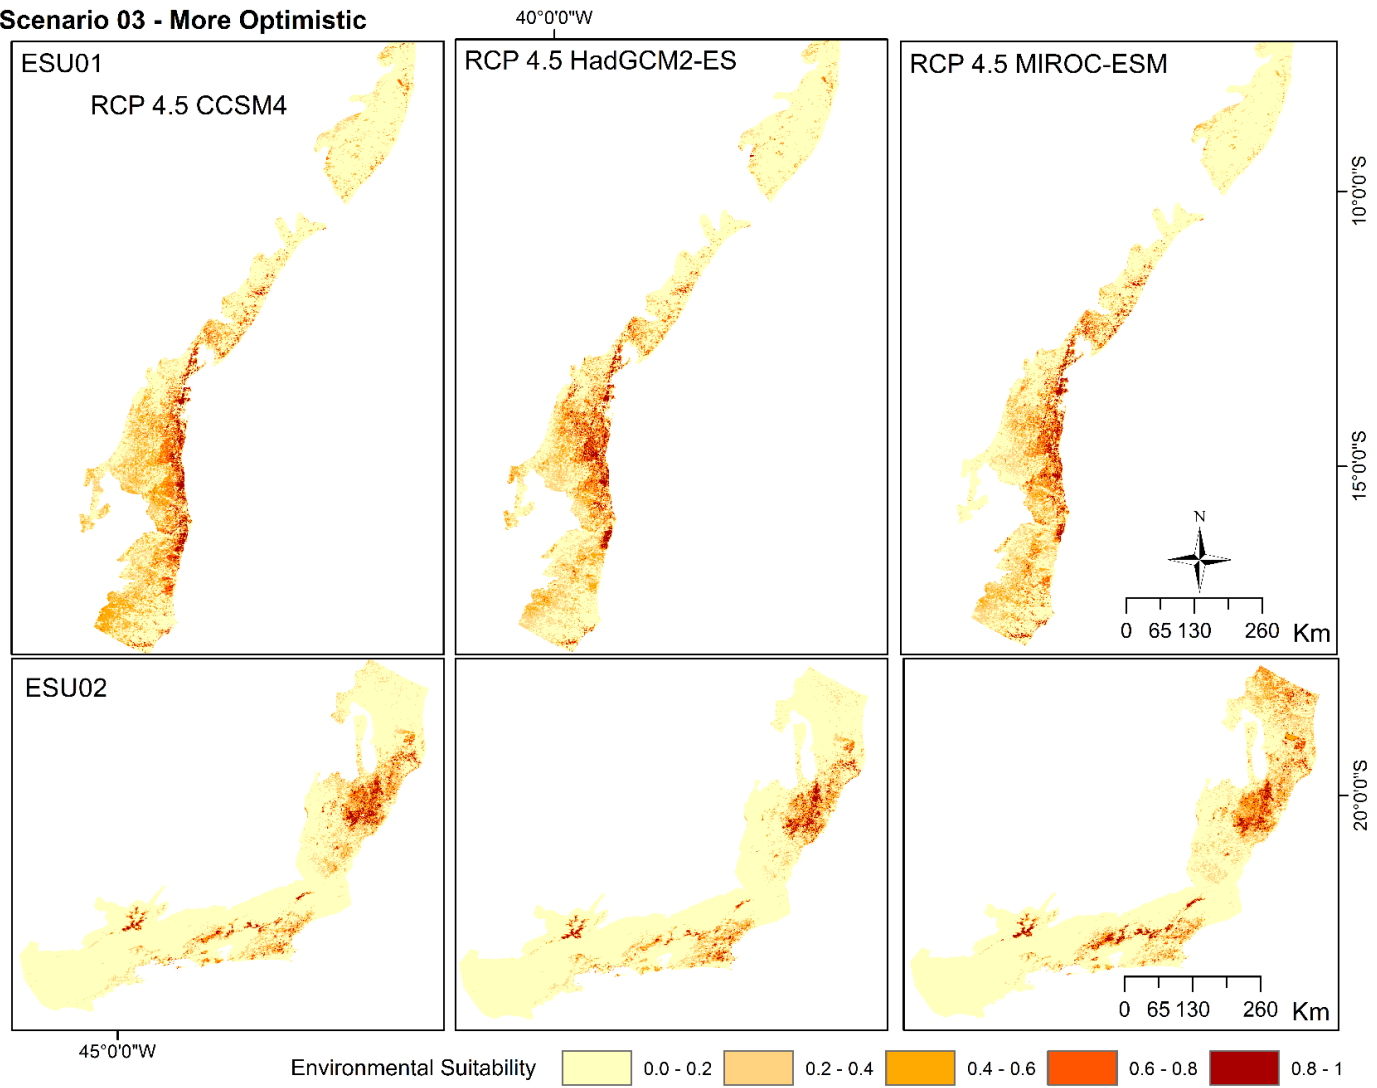 Scenario 03 - More Optimistic
40°0'0"W
ESU01
RCP 4.5 CCSM4
RCP 4.5 HadGCM2-ES
RCP 4.5 MIROC-ESM
10°0'0"S
15°0'0"S
N
0 65 130 260 Km
ESU02
20°0'0"S
0 65 130 260 Km
45°0'0"W
Environmental Suitability 0.0 - 0.2 0.2 - 0.4 0.4 - 0.6 0.6 - 0.8 0.8 - 1